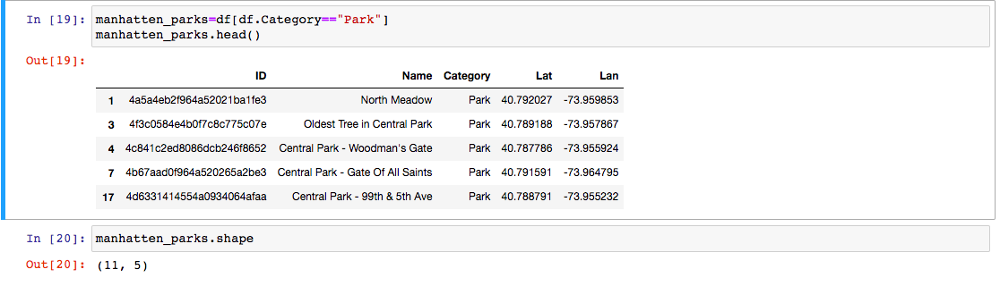 In [19]: manhatten_parks=df[df.Category=="Park"]
manhatten_parks.head()
Out[19]:
ID Name Category Lat Lan
1 4a5a4eb2f964a52021ba1fe3 North Meadow Park 40.792027 -73.959853
3 4f3c0584e4b0f7c8c775c07e Oldest Tree in Central Park Park 40.789188 -73.957867
4 4c841c2ed8086dcb246f8652 Central Park - Woodman's Gate Park 40.787786 -73.955924
7 4b67aad0f964a520265a2be3 Central Park - Gate Of All Saints Park 40.791591 -73.964795
17 4d6331414554a0934064afaa Central Park - 99th & 5th Ave Park 40.788791 -73.955232
In [20]: manhatten_parks.shape
Out[20]: (11, 5)